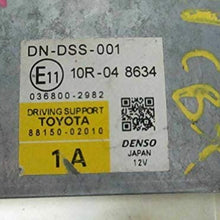 DN-DSS-001
E11 10R-04 8634
036800-2982
DRIVING SUPPORT
TOYOTA
88150-02010
1A
DENSO
JAPAN 12V